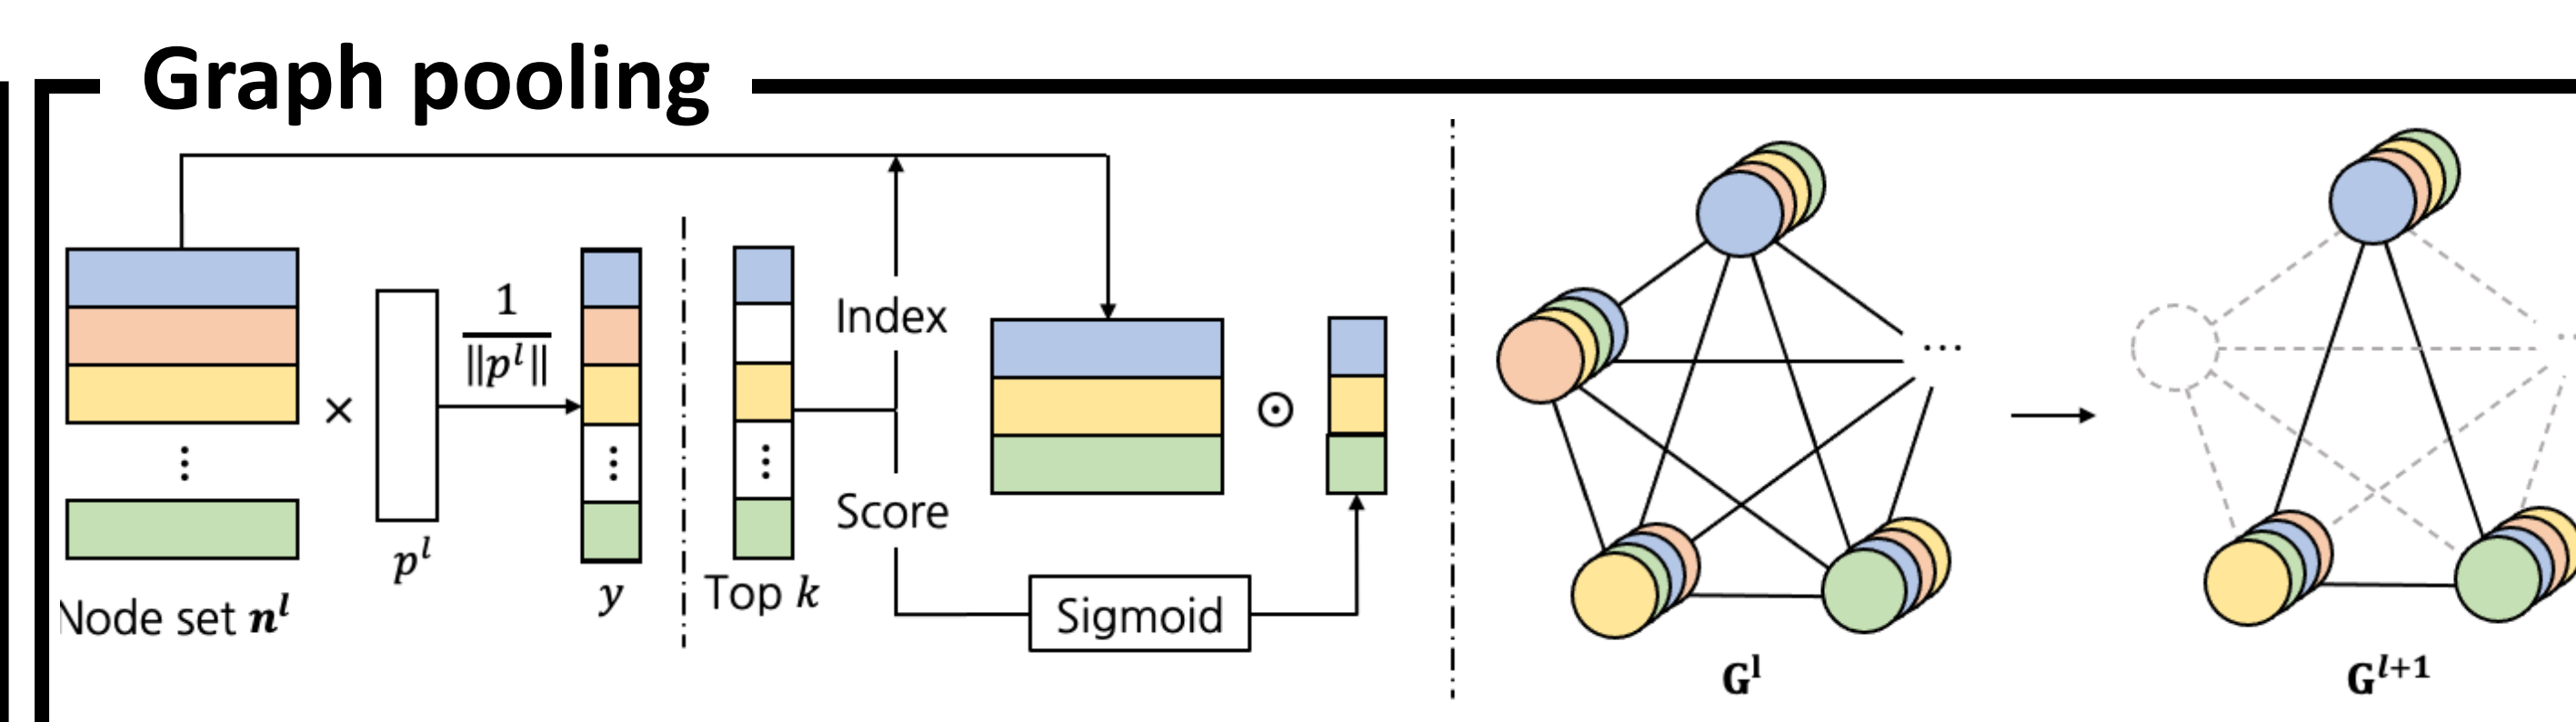 Graph pooling
Node set n^l
×
p^l
1
‖p^l‖
y
⋮
Top k
Index
Score
Sigmoid
⊙
...
G^l
G^{l+1}